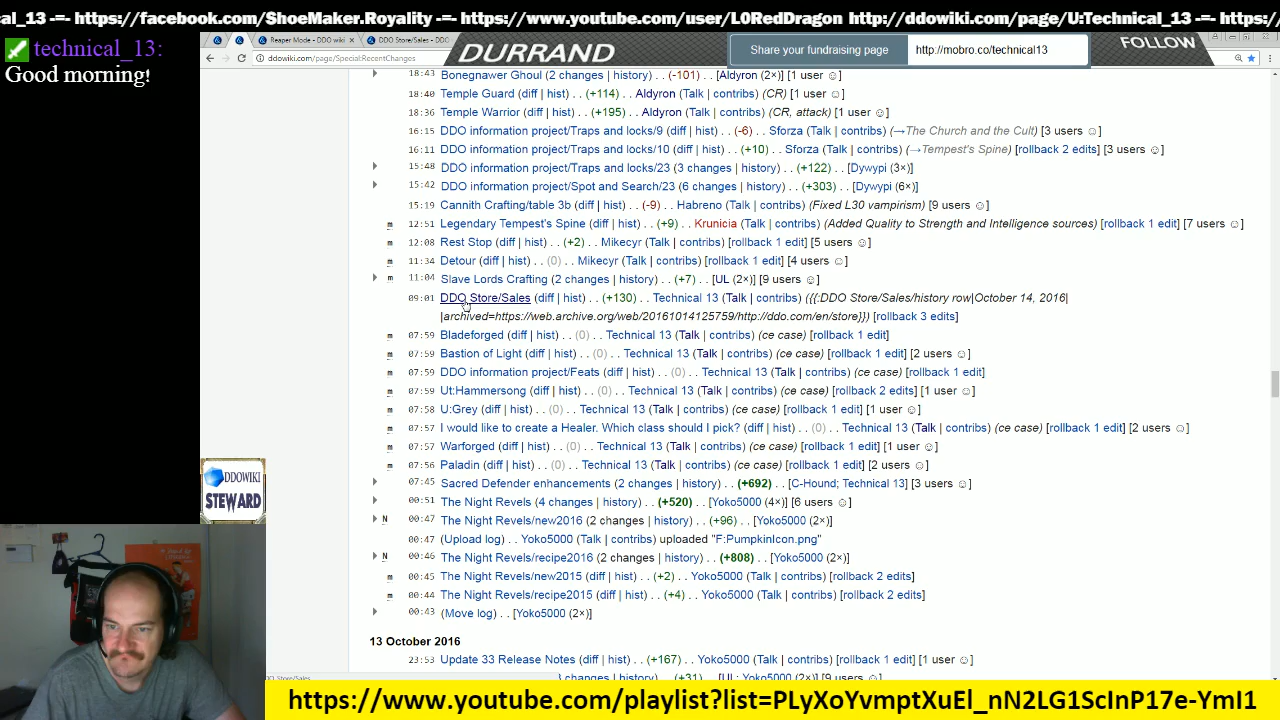 cal_13 -=- https://facebook.com/ShoeMaker.Royality -=- https://www.youtube.com/user/L0RedDragon http://ddowiki.com/page/U:Technical_13 -=- https:/
technical_13:
Good morning!
Reaper Mode - DDO wiki
DDO Store/Sales - DDO
ddowiki.com/page/Special:RecentChanges
DURRAND
Share your fundraising page
http://mobro.co/technical13
FOLLOW
18:43 Bonegnawer Ghoul (2 changes | history) . . (-101) . . [Aldyron (2×)] [1 user ☺]
18:40 Temple Guard (diff | hist) . . (+114) . . Aldyron (Talk | contribs) (CR) [1 user ☺]
18:36 Temple Warrior (diff | hist) . . (+195) . . Aldyron (Talk | contribs) (CR, attack) [1 user ☺]
16:15 DDO information project/Traps and locks/9 (diff | hist) . . (-6) . . Sforza (Talk | contribs) (→The Church and the Cult) [3 users ☺]
16:11 DDO information project/Traps and locks/10 (diff | hist) . . (+10) . . Sforza (Talk | contribs) (→Tempest's Spine) [rollback 2 edits] [3 users ☺]
15:48 DDO information project/Traps and locks/23 (3 changes | history) . . (+122) . . [Dywypi (3×)]
15:42 DDO information project/Spot and Search/23 (6 changes | history) . . (+303) . . [Dywypi (6×)]
15:19 Cannith Crafting/table 3b (diff | hist) . . (-9) . . Habreno (Talk | contribs) (Fixed L30 vampirism) [9 users ☺]
m 12:51 Legendary Tempest's Spine (diff | hist) . . (+9) . . Krunicia (Talk | contribs) (Added Quality to Strength and Intelligence sources) [rollback 1 edit] [7 users ☺]
m 12:08 Rest Stop (diff | hist) . . (+2) . . Mikecyr (Talk | contribs) [rollback 1 edit] [5 users ☺]
m 11:34 Detour (diff | hist) . . (0) . . Mikecyr (Talk | contribs) [rollback 1 edit] [4 users ☺]
m 11:04 Slave Lords Crafting (2 changes | history) . . (+7) . . [UL (2×)] [9 users ☺]
09:01 DDO Store/Sales (diff | hist) . . (+130) . . Technical 13 (Talk | contribs) ({{{:DDO Store/Sales/history row|October 14, 2016|
|archived=https://web.archive.org/web/20161014125759/http://ddo.com/en/store}}) [rollback 3 edits]
m 07:59 Bladeforged (diff | hist) . . (0) . . Technical 13 (Talk | contribs) (ce case) [rollback 1 edit]
m 07:59 Bastion of Light (diff | hist) . . (0) . . Technical 13 (Talk | contribs) (ce case) [rollback 1 edit] [2 users ☺]
m 07:59 DDO information project/Feats (diff | hist) . . (0) . . Technical 13 (Talk | contribs) (ce case) [rollback 1 edit]
m 07:59 Ut:Hammersong (diff | hist) . . (0) . . Technical 13 (Talk | contribs) (ce case) [rollback 2 edits] [1 user ☺]
m 07:58 U:Grey (diff | hist) . . (0) . . Technical 13 (Talk | contribs) (ce case) [rollback 1 edit] [1 user ☺]
m 07:57 I would like to create a Healer. Which class should I pick? (diff | hist) . . (0) . . Technical 13 (Talk | contribs) (ce case) [rollback 1 edit] [2 users ☺]
m 07:57 Warforged (diff | hist) . . (0) . . Technical 13 (Talk | contribs) (ce case) [rollback 1 edit] [1 user ☺]
m 07:56 Paladin (diff | hist) . . (0) . . Technical 13 (Talk | contribs) (ce case) [rollback 1 edit] [2 users ☺]
07:45 Sacred Defender enhancements (2 changes | history) . . (+692) . . [C-Hound; Technical 13] [3 users ☺]
00:51 The Night Revels (4 changes | history) . . (+520) . . [Yoko5000 (4×)] [6 users ☺]
N 00:47 The Night Revels/new2016 (2 changes | history) . . (+96) . . [Yoko5000 (2×)]
00:47 (Upload log) . . Yoko5000 (Talk | contribs) uploaded "F:PumpkinIcon.png"
N 00:46 The Night Revels/recipe2016 (2 changes | history) . . (+808) . . [Yoko5000 (2×)]
m 00:45 The Night Revels/new2015 (diff | hist) . . (+2) . . Yoko5000 (Talk | contribs) [rollback 2 edits]
m 00:44 The Night Revels/recipe2015 (diff | hist) . . (+4) . . Yoko5000 (Talk | contribs) [rollback 2 edits]
00:43 (Move log) . . [Yoko5000 (2×)]
13 October 2016
23:53 Update 33 Release Notes (diff | hist) . . (+167) . . Yoko5000 (Talk | contribs) [rollback 1 edit] [1 user ☺]
DDOWIKI
STEWARD
https://www.youtube.com/playlist?list=PLyXoYvmptXuEl_nN2LG1ScInP17e-YmI1